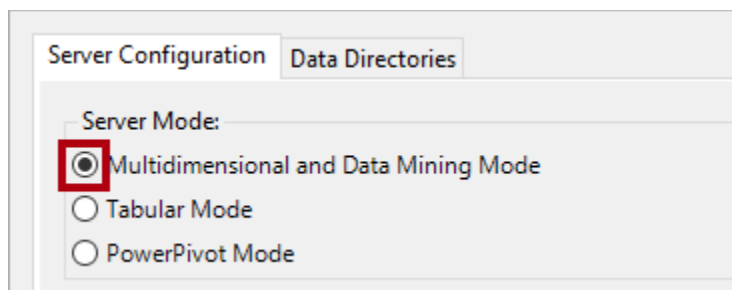 Server Configuration
Data Directories
Server Mode:
Multidimensional and Data Mining Mode
Tabular Mode
PowerPivot Mode